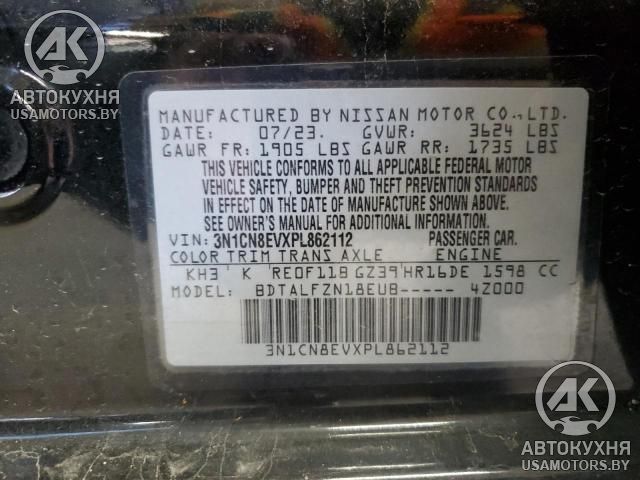 AK
АВТОКУХНЯ
USAMOTORS.BY
MANUFACTURED BY NISSAN MOTOR CO., LTD.
DATE: 07/23. GVWR: 3624 LBS
GAWR FR: 1905 LBS GAWR RR: 1735 LBS
THIS VEHICLE CONFORMS TO ALL APPLICABLE FEDERAL MOTOR
VEHICLE SAFETY, BUMPER AND THEFT PREVENTION STANDARDS
IN EFFECT ON THE DATE OF MANUFACTURE SHOWN ABOVE.
SEE OWNER'S MANUAL FOR ADDITIONAL INFORMATION.
VIN: 3N1CN8EVXPL862112 PASSENGER CAR.
COLOR TRIM TRANS AXLE ENGINE
KH3 K RE0F11B GZ39 HR16DE 1598 CC
MODEL: BDTALFZN18EUB----- 4Z000
3N1CN8EVXPL862112
AK
АВТОКУХНЯ
USAMOTORS.BY